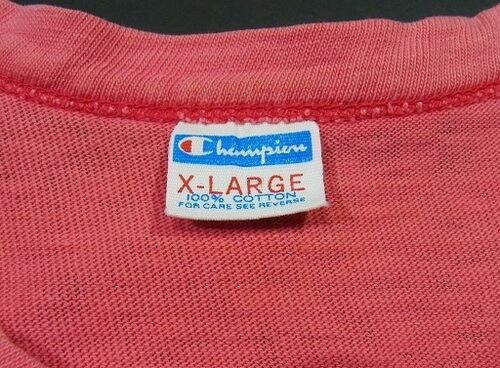 Champion
X-LARGE
100% COTTON
FOR CARE SEE REVERSE